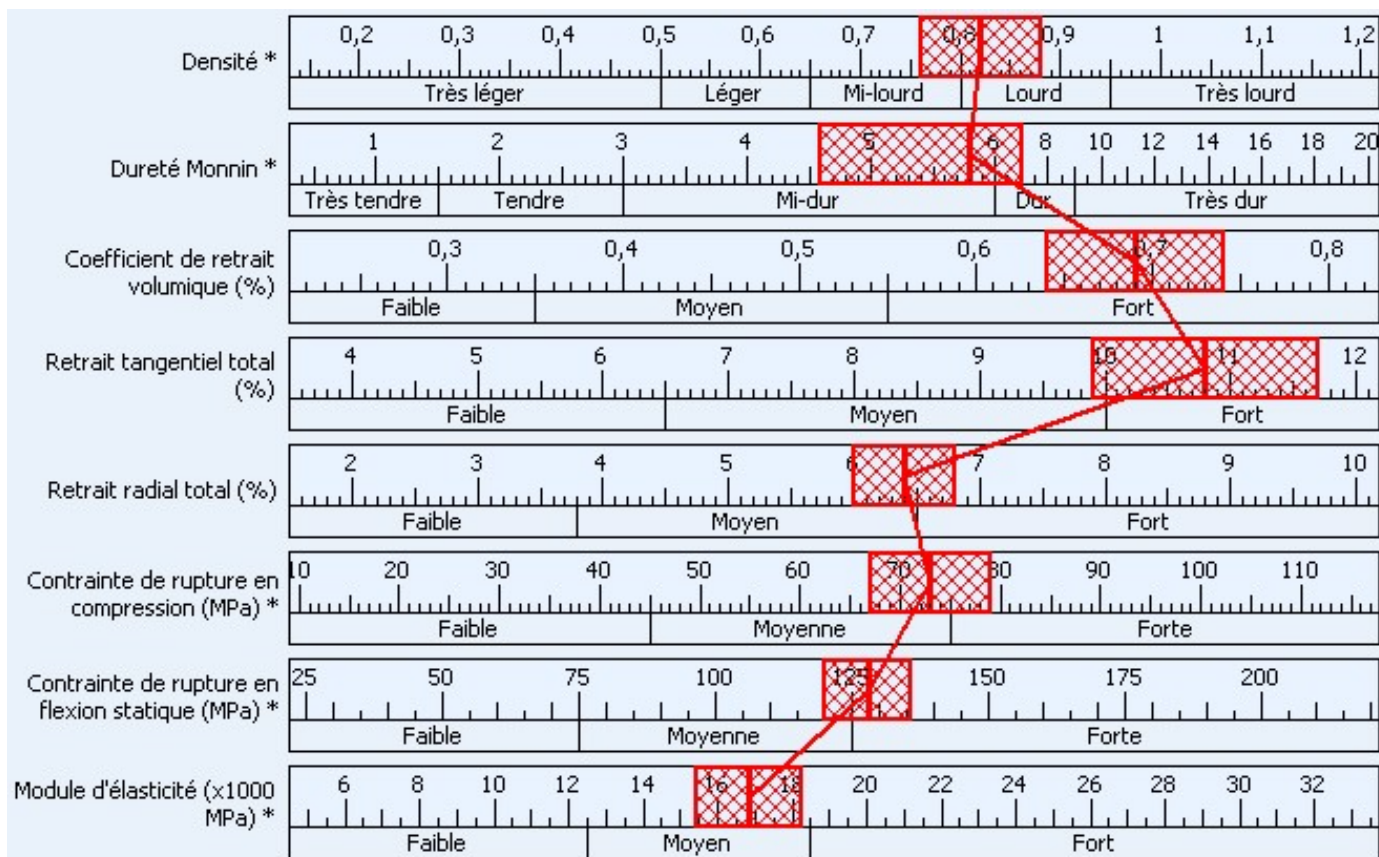 0,2 0,3 0,4 0,5 0,6 0,7 0,8 0,9 1 1,1 1,2
Densité *
Très léger Léger Mi-lourd Lourd Très lourd
1 2 3 4 5 6 8 10 12 14 16 18 20
Dureté Monnin *
Très tendre Tendre Mi-dur Dur Très dur
0,3 0,4 0,5 0,6 0,7 0,8
Coefficient de retrait
volumique (%)
Faible Moyen Fort
4 5 6 7 8 9 10 11 12
Retrait tangentiel total
(%)
Faible Moyen Fort
2 3 4 5 6 7 8 9 10
Retrait radial total (%)
Faible Moyen Fort
10 20 30 40 50 60 70 80 90 100 110
Contrainte de rupture en
compression (MPa) *
Faible Moyenne Forte
25 50 75 100 125 150 175 200
Contrainte de rupture en
flexion statique (MPa) *
Faible Moyenne Forte
6 8 10 12 14 16 18 20 22 24 26 28 30 32
Module d'élasticité (x1000
MPa) *
Faible Moyen Fort